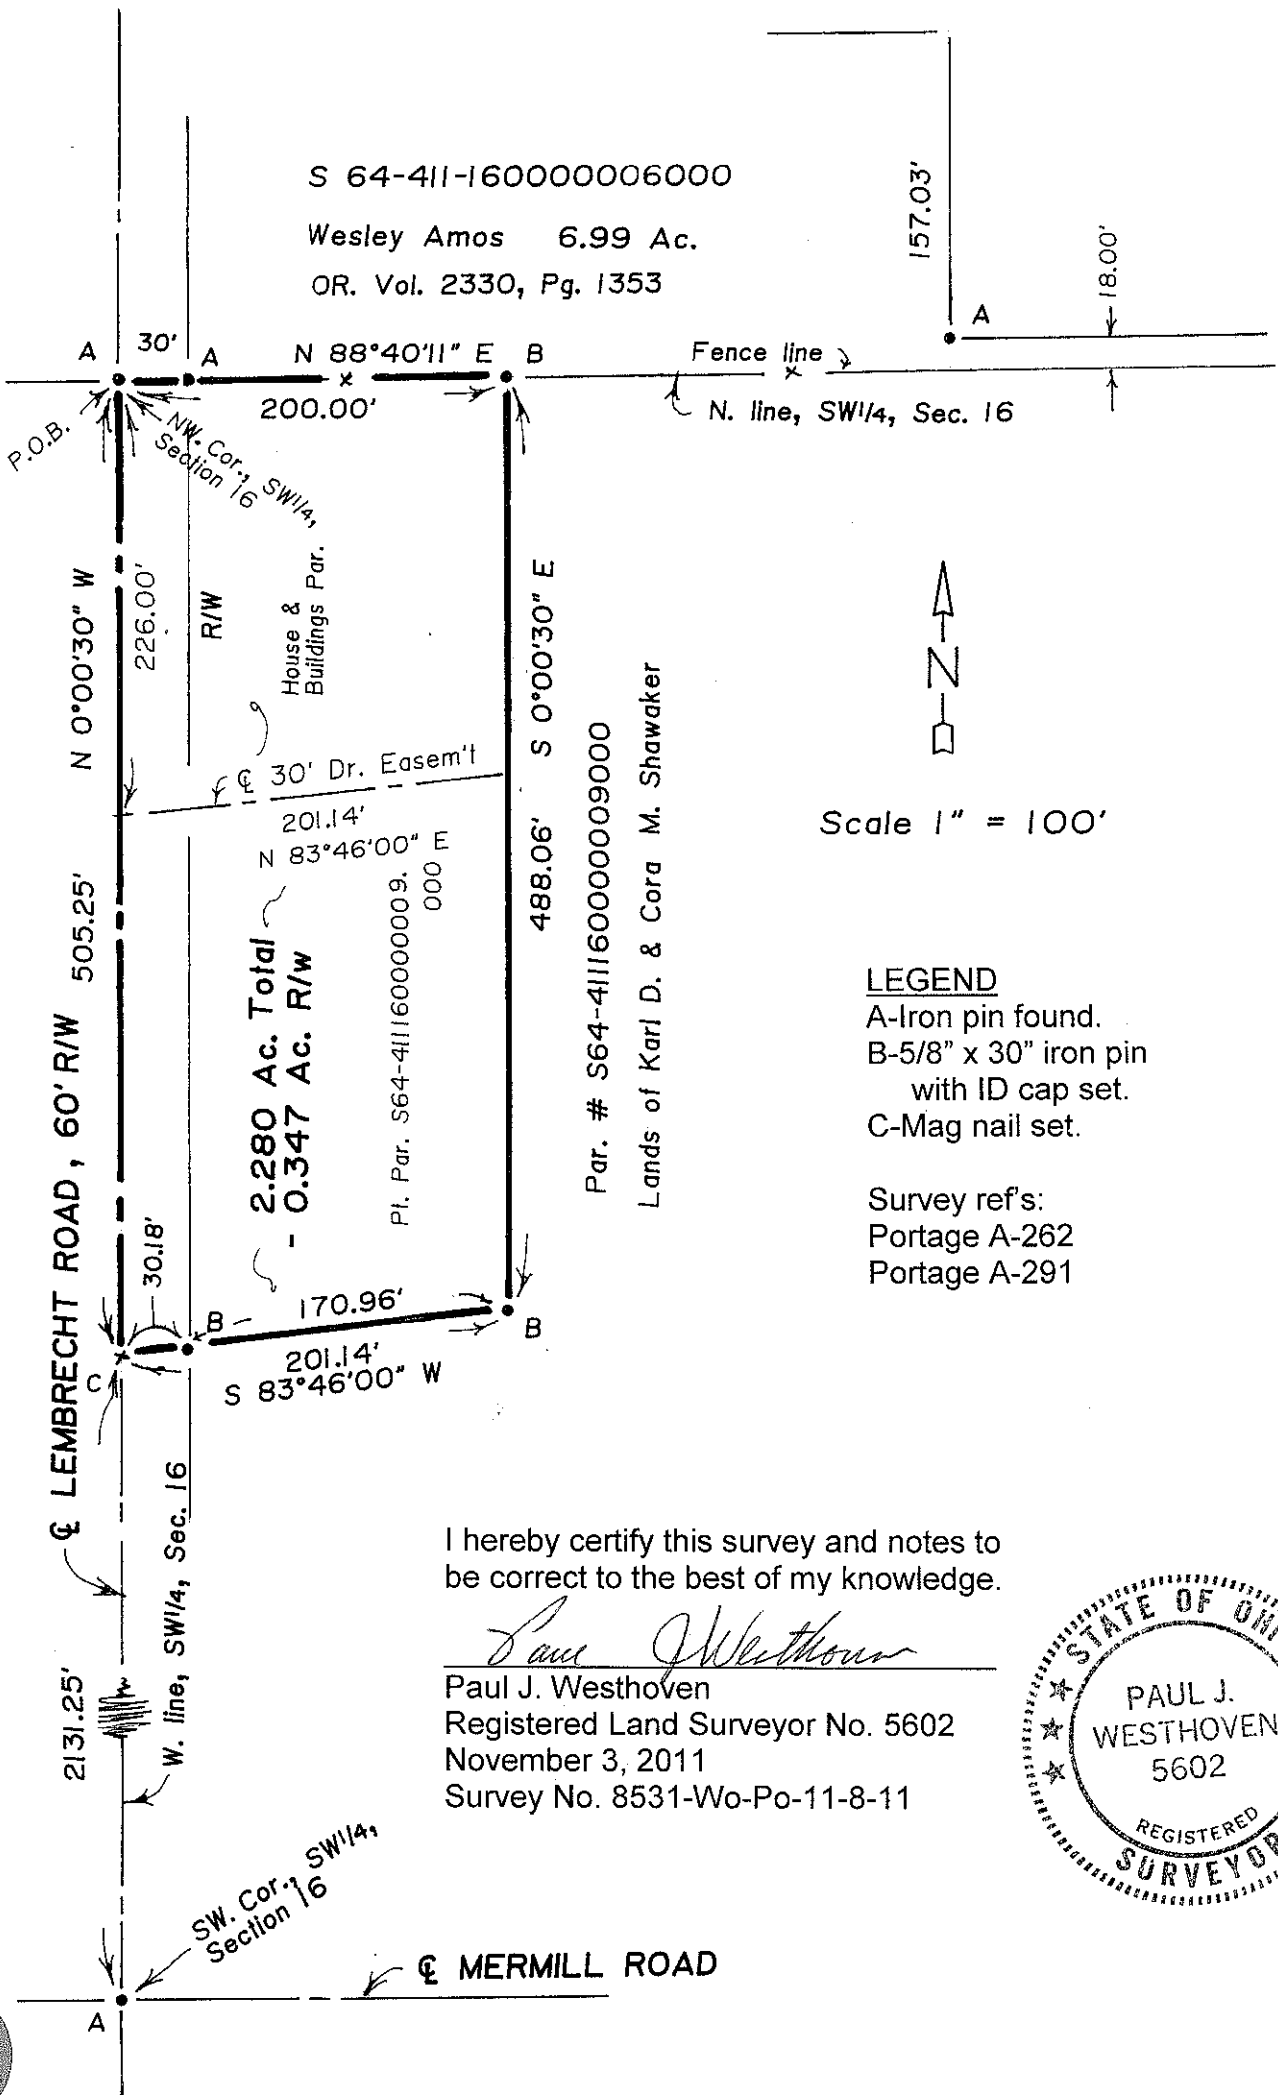 S 64-411-160000006000
Wesley Amos 6.99 Ac.
OR. Vol. 2330, Pg. 1353
157.03'
18.00'
A
A
30'
A
N 88°40'11" E
B
Fence line
200.00'
N. line, SW1/4, Sec. 16
P.O.B.
NW. Cor., SW1/4,
Section 16
N 0°00'30" W
226.00'
R/W
House &
Buildings Par.
S 0°00'30" E
488.06'
℄ 30' Dr. Easem't
201.14'
N 83°46'00" E
505.25'
2.280 Ac. Total
- 0.347 Ac. R/w
Pt. Par. S64-411160000009.
000
Par. # S64-411160000009000
Lands of Karl D. & Cora M. Shawaker
N
Scale 1" = 100'
LEGEND
A-Iron pin found.
B-5/8" x 30" iron pin
with ID cap set.
C-Mag nail set.
Survey ref's:
Portage A-262
Portage A-291
℄ LEMBRECHT ROAD, 60' R/W
30.18'
B
170.96'
B
201.14'
S 83°46'00" W
C
W. line, SW1/4, Sec. 16
2131.25'
I hereby certify this survey and notes to
be correct to the best of my knowledge.
Paul J Westhoven
Paul J. Westhoven
Registered Land Surveyor No. 5602
November 3, 2011
Survey No. 8531-Wo-Po-11-8-11
STATE OF OHI
PAUL J.
WESTHOVEN
5602
REGISTERED
SURVEYOR
SW. Cor., SW1/4,
Section 16
℄ MERMILL ROAD
A